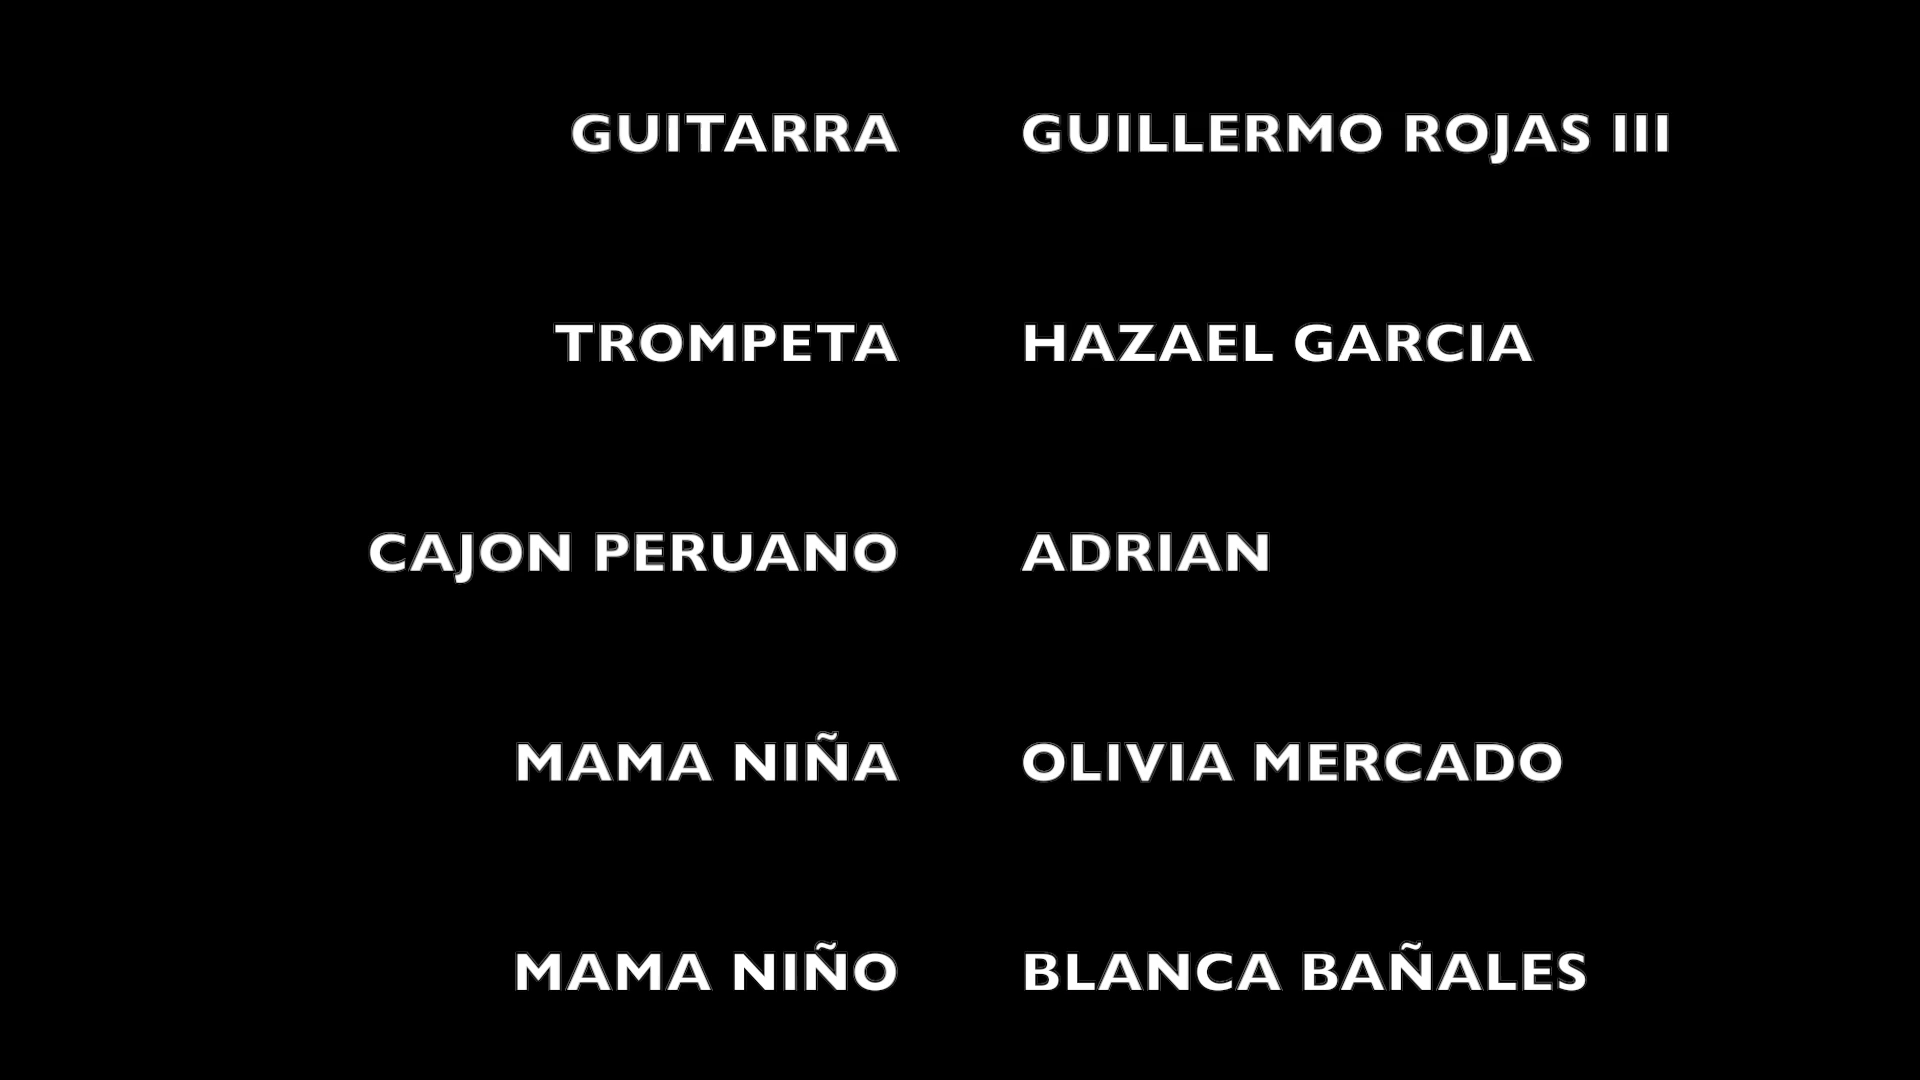 GUITARRA GUILLERMO ROJAS III
TROMPETA HAZAEL GARCIA
CAJON PERUANO ADRIAN
MAMA NIÑA OLIVIA MERCADO
MAMA NIÑO BLANCA BAÑALES